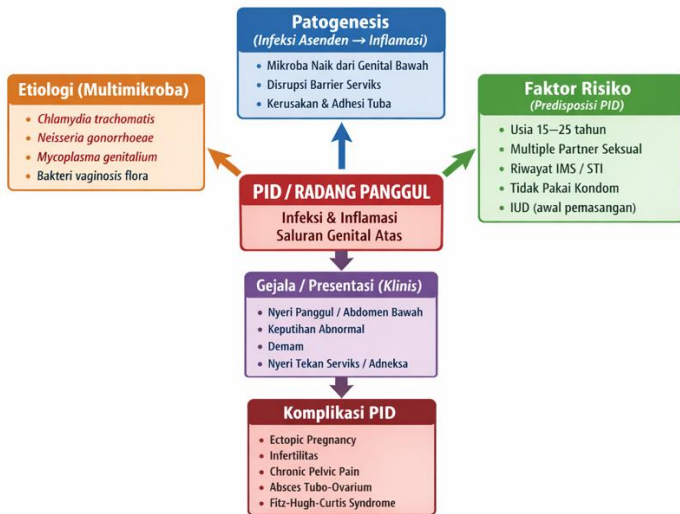 Patogenesis
(Infeksi Asenden → Inflamasi)
• Mikroba Naik dari Genital Bawah
• Disrupsi Barrier Serviks
• Kerusakan & Adhesi Tuba
Etiologi (Multimikroba)
• Chlamydia trachomatis
• Neisseria gonorrhoeae
• Mycoplasma genitalium
• Bakteri vaginosis flora
Faktor Risiko
(Predisposisi PID)
• Usia 15—25 tahun
• Multiple Partner Seksual
• Riwayat IMS / STI
• Tidak Pakai Kondom
• IUD (awal pemasangan)
PID / RADANG PANGGUL
Infeksi & Inflamasi
Saluran Genital Atas
Gejala / Presentasi (Klinis)
• Nyeri Panggul / Abdomen Bawah
• Keputihan Abnormal
• Demam
• Nyeri Tekan Serviks / Adneksa
Komplikasi PID
• Ectopic Pregnancy
• Infertilitas
• Chronic Pelvic Pain
• Absces Tubo-Ovarium
• Fitz-Hugh-Curtis Syndrome